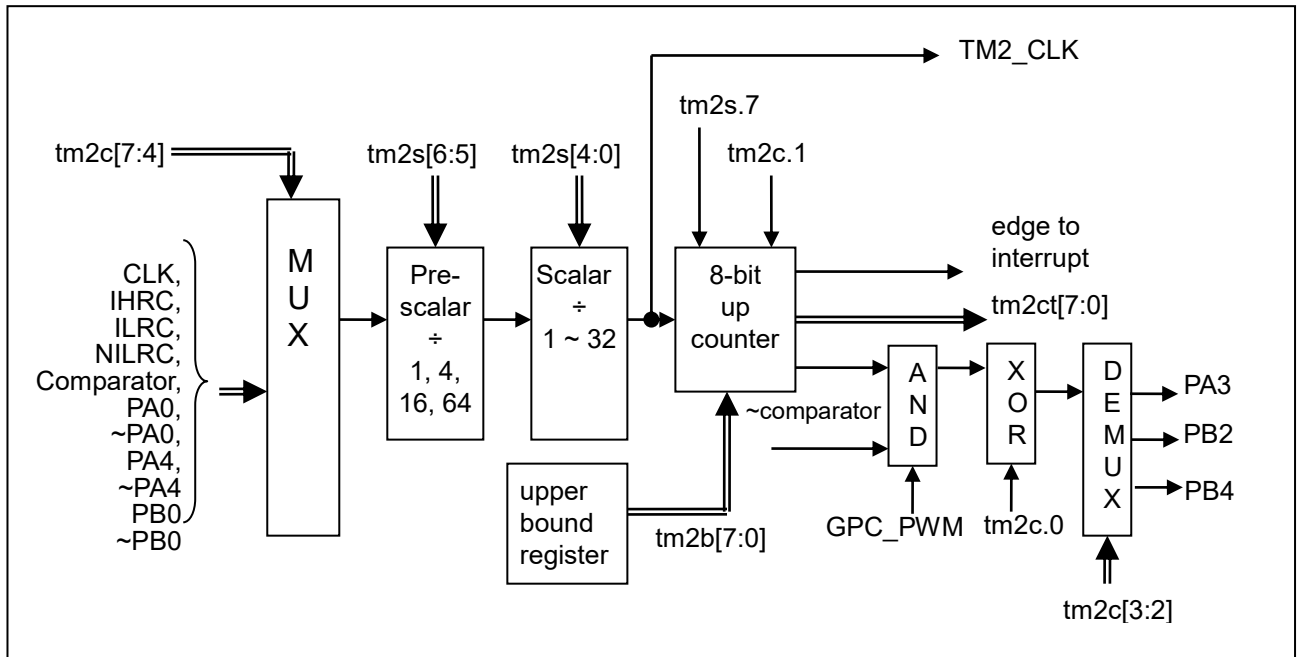 TM2_CLK
tm2s.7
tm2c[7:4]
tm2s[6:5]
tm2s[4:0]
tm2c.1
CLK,
IHRC,
ILRC,
NILRC,
Comparator,
PA0,
~PA0,
PA4,
~PA4
PB0
~PB0
M
U
X
Pre-
scalar
÷
1, 4,
16, 64
Scalar
÷
1 ~ 32
8-bit
up
counter
edge to
interrupt
tm2ct[7:0]
~comparator
A
N
D
X
O
R
D
E
M
U
X
PA3
PB2
PB4
upper
bound
register
tm2b[7:0]
GPC_PWM
tm2c.0
tm2c[3:2]